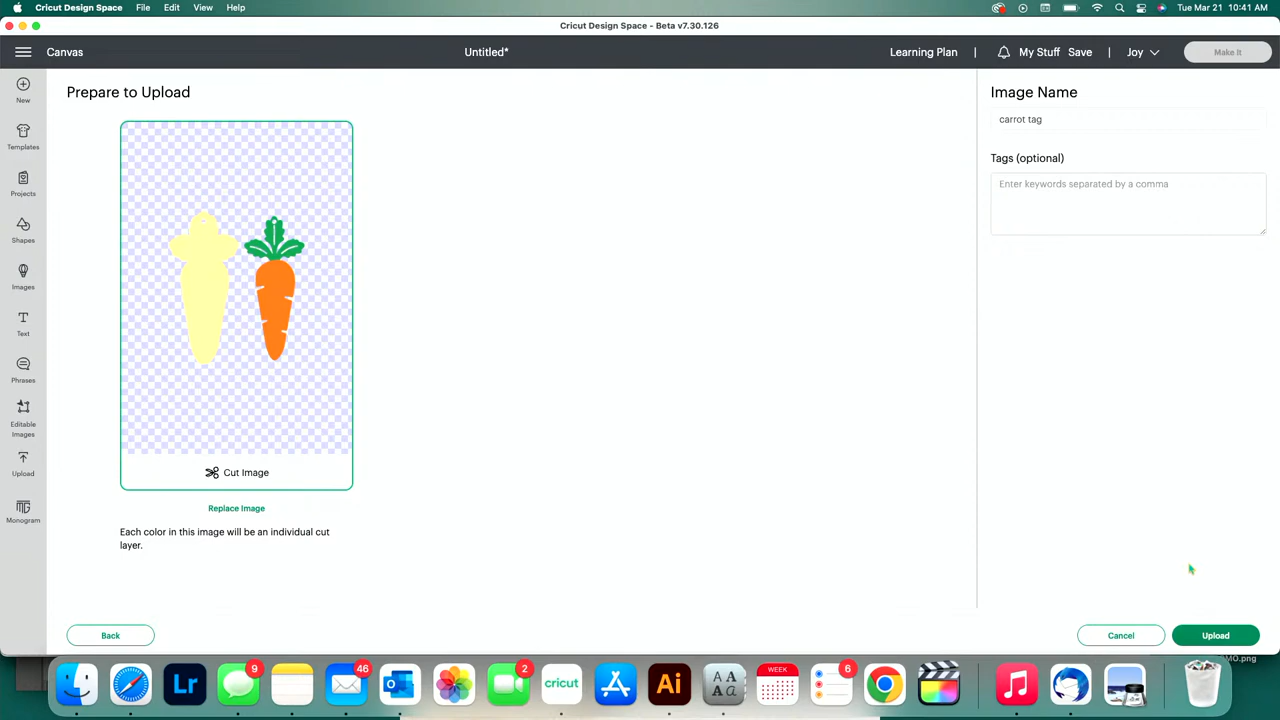 Cricut Design Space File Edit View Help Tue Mar 21 10:41 AM
Cricut Design Space - Beta v7.30.126
Canvas Untitled* Learning Plan | My Stuff Save | Joy Make It
New
Templates
Projects
Shapes
Images
Text
Phrases
Editable
Images
Upload
Monogram
Prepare to Upload
Cut Image
Replace Image
Each color in this image will be an individual cut
layer.
Back
Image Name
carrot tag
Tags (optional)
Enter keywords separated by a comma
Cancel Upload
MO.png
Lr 9 46 2 cricut Ai WEEK 6
A A
A a